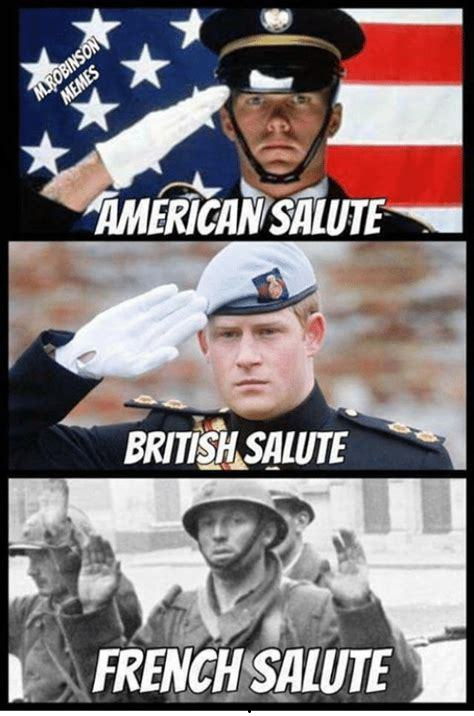 M.ROBINSON
MEMES
AMERICAN SALUTE
BRITISH SALUTE
FRENCH SALUTE